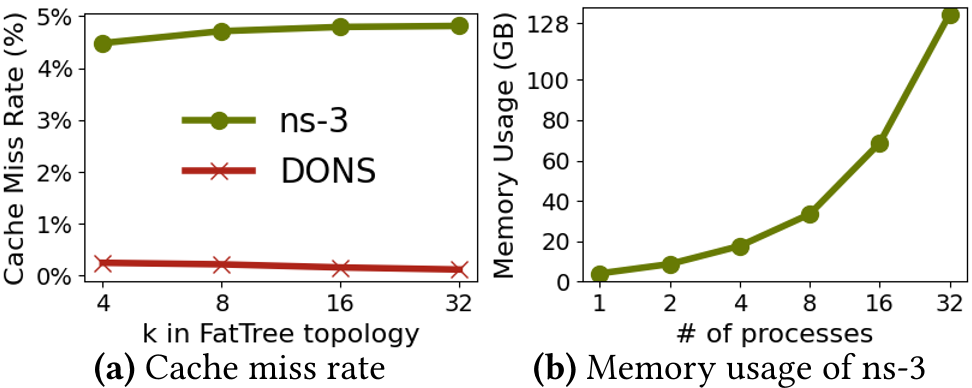 Cache Miss Rate (%)
5%
4%
3%
2%
1%
0%
ns-3
DONS
4 8 16 32
k in FatTree topology
(a) Cache miss rate
Memory Usage (GB)
128
100
80
60
40
20
0
1 2 4 8 16 32
# of processes
(b) Memory usage of ns-3